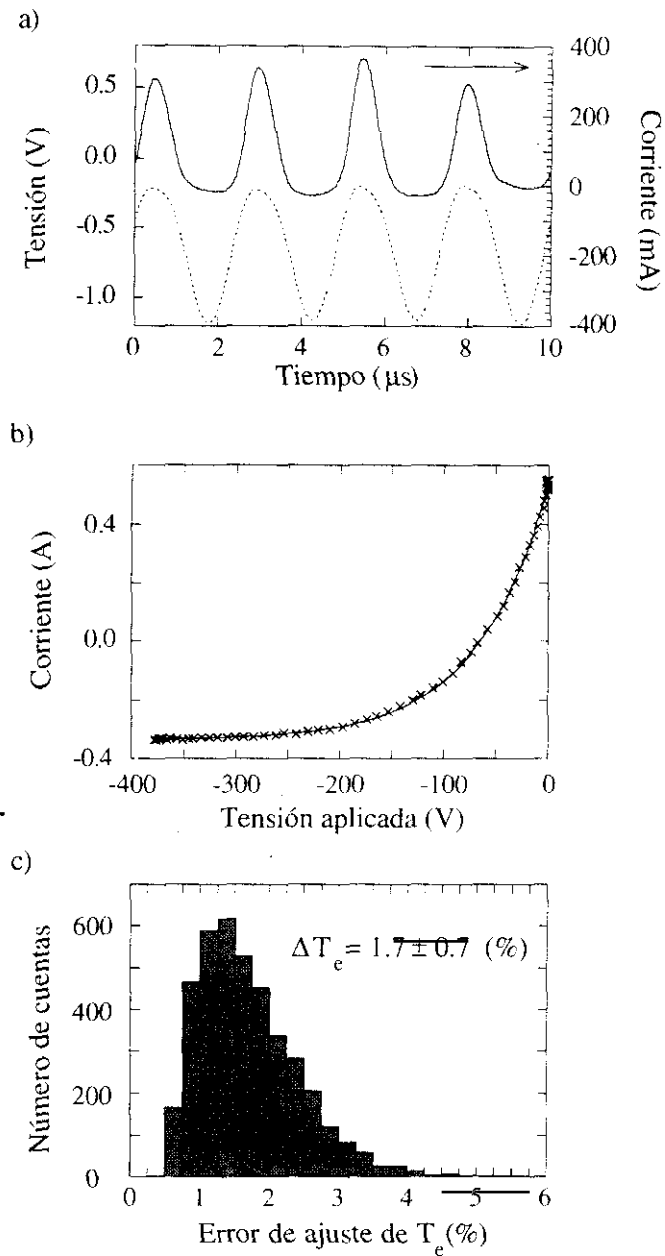 a)
400
0.5
200
0.0
0
-0.5
-200
-1.0
-400
0 2 4 6 8 10
Tensión (V)
Corriente (mA)
Tiempo (µs)
b)
0.4
0.0
-0.4
-400 -300 -200 -100 0
Corriente (A)
Tensión aplicada (V)
c)
600
400
200
0
0 1 2 3 4 5 6
ΔTe = 1.7 ± 0.7 (%)
Número de cuentas
Error de ajuste de Te(%)